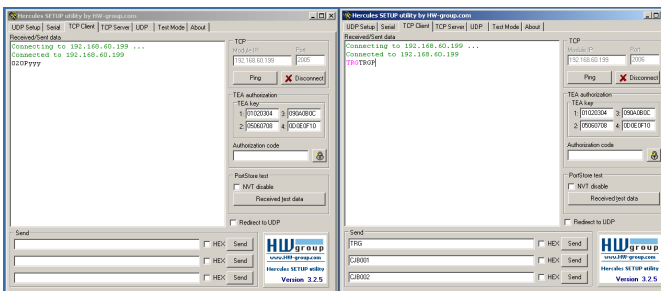 Hercules SETUP utility by HW-group.com
UDP Setup Serial TCP Client TCP Server UDP Test Mode About
Received/Sent data
Connecting to 192.168.60.199 ...
Connected to 192.168.60.199
OZOPyyy
TCP
Module IP Port
192.168.60.199 2005
Ping Disconnect
TEA authorization
TEA key
1: 01020304 3: 090A0B0C
2: 05060708 4: 0D0E0F10
Authorization code
PortStore test
NVT disable
Received test data
Redirect to UDP
Send
HEX Send
HEX Send
HEX Send
HWgroup
www.HW-group.com
Hercules SETUP utility
Version 3.2.5
Hercules SETUP utility by HW-group.com
UDP Setup Serial TCP Client TCP Server UDP Test Mode About
Received/Sent data
Connecting to 192.168.60.199 ...
Connected to 192.168.60.199
TRGTRGP
TCP
Module IP Port
192.168.60.199 2006
Ping Disconnect
TEA authorization
TEA key
1: 01020304 3: 090A0B0C
2: 05060708 4: 0D0E0F10
Authorization code
PortStore test
NVT disable
Received test data
Redirect to UDP
Send
TRG HEX Send
CJB001 HEX Send
CJB002 HEX Send
HWgroup
www.HW-group.com
Hercules SETUP utility
Version 3.2.5